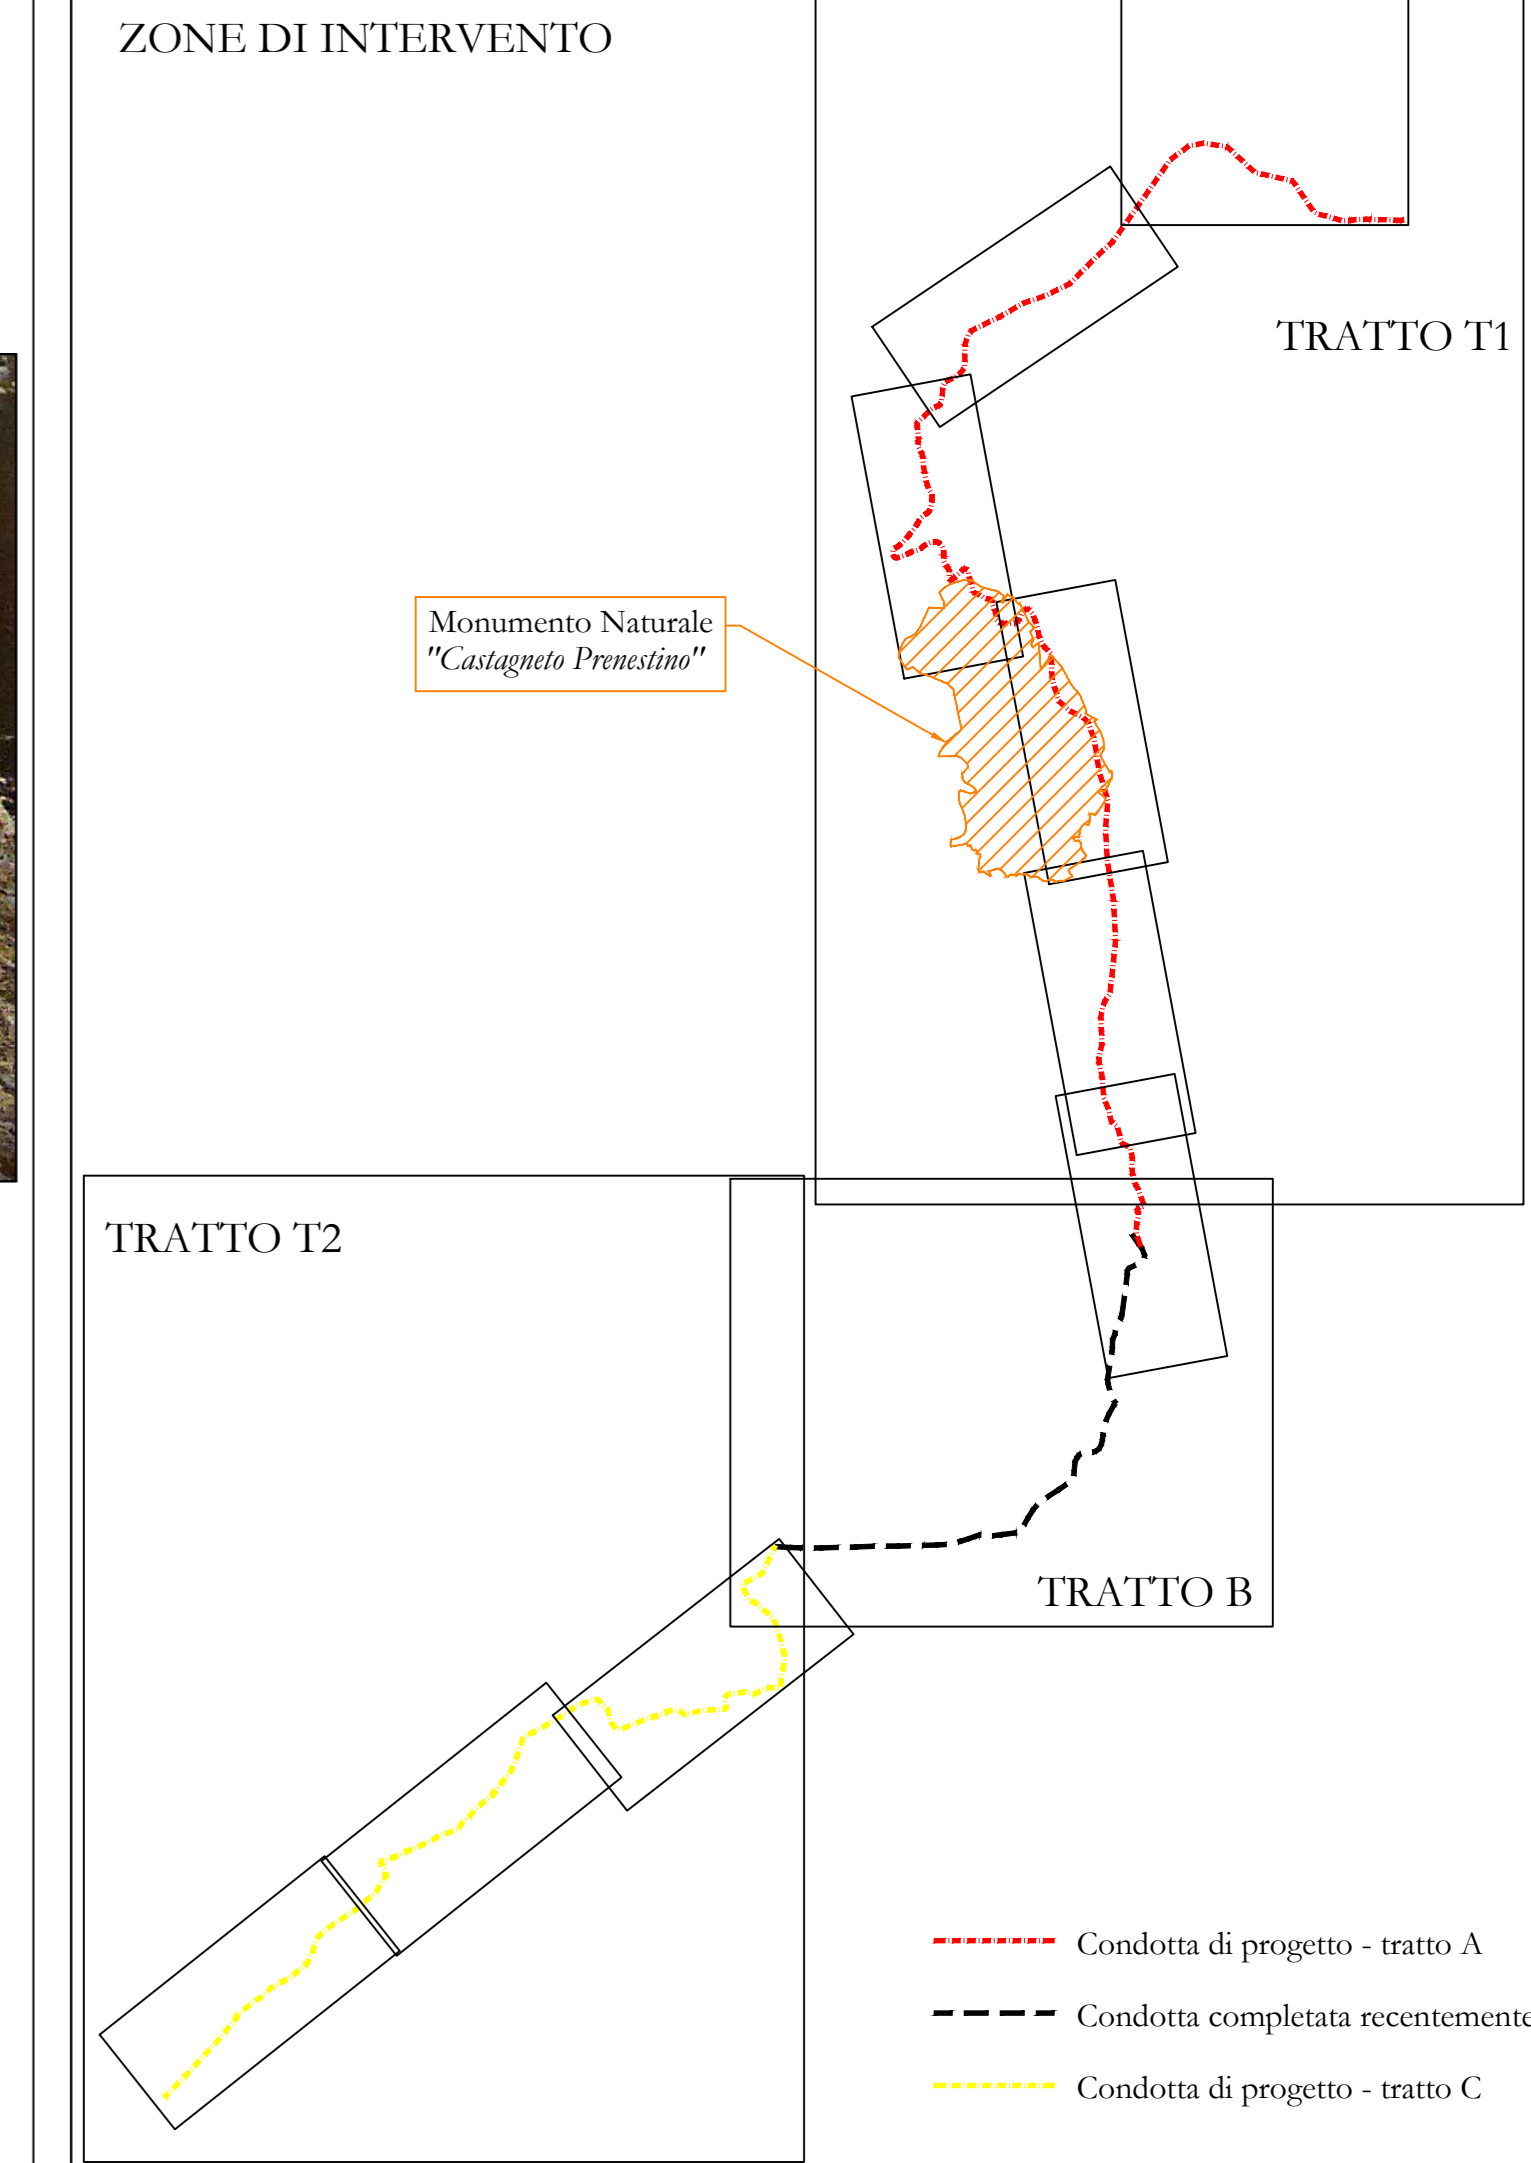 ZONE DI INTERVENTO
TRATTO T1
Monumento Naturale
"Castagneto Prenestino"
TRATTO T2
TRATTO B
Condotta di progetto - tratto A
Condotta completata recentemente
Condotta di progetto - tratto C